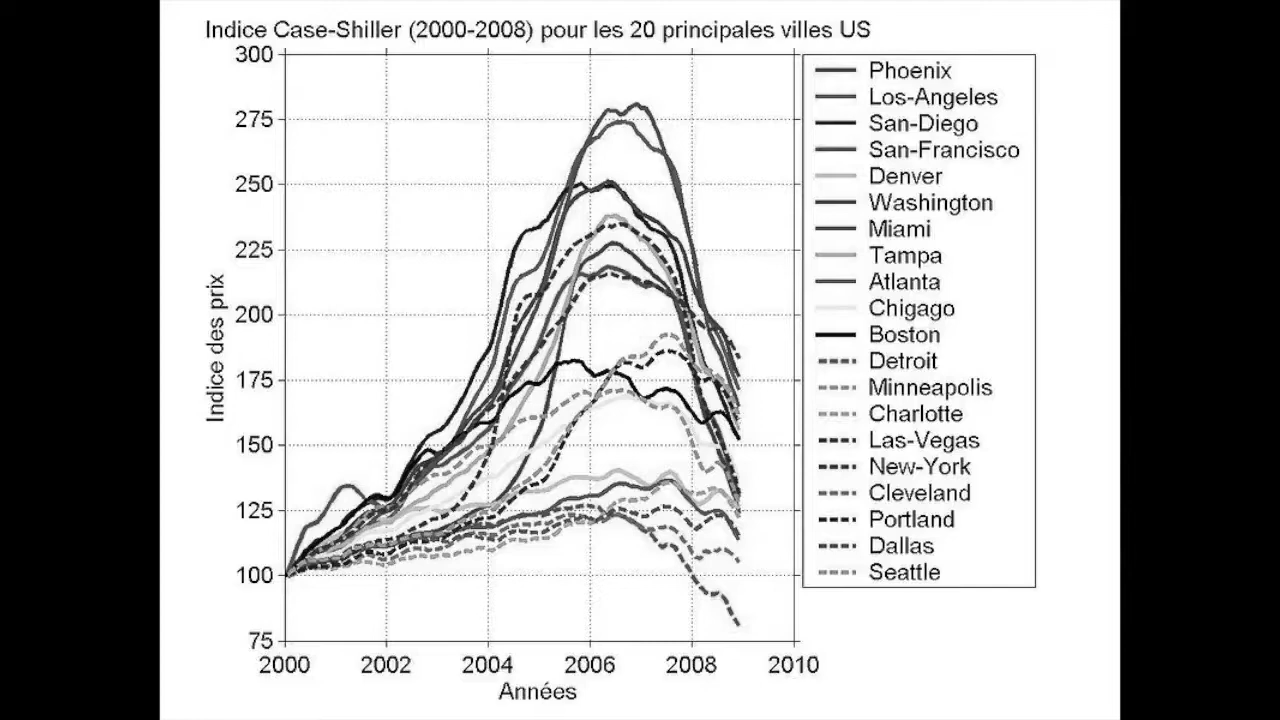 Indice Case-Shiller (2000-2008) pour les 20 principales villes US
300
275
250
225
200
175
150
125
100
75
Indice des prix
2000 2002 2004 2006 2008 2010
Années
Phoenix
Los-Angeles
San-Diego
San-Francisco
Denver
Washington
Miami
Tampa
Atlanta
Chigago
Boston
Detroit
Minneapolis
Charlotte
Las-Vegas
New-York
Cleveland
Portland
Dallas
Seattle